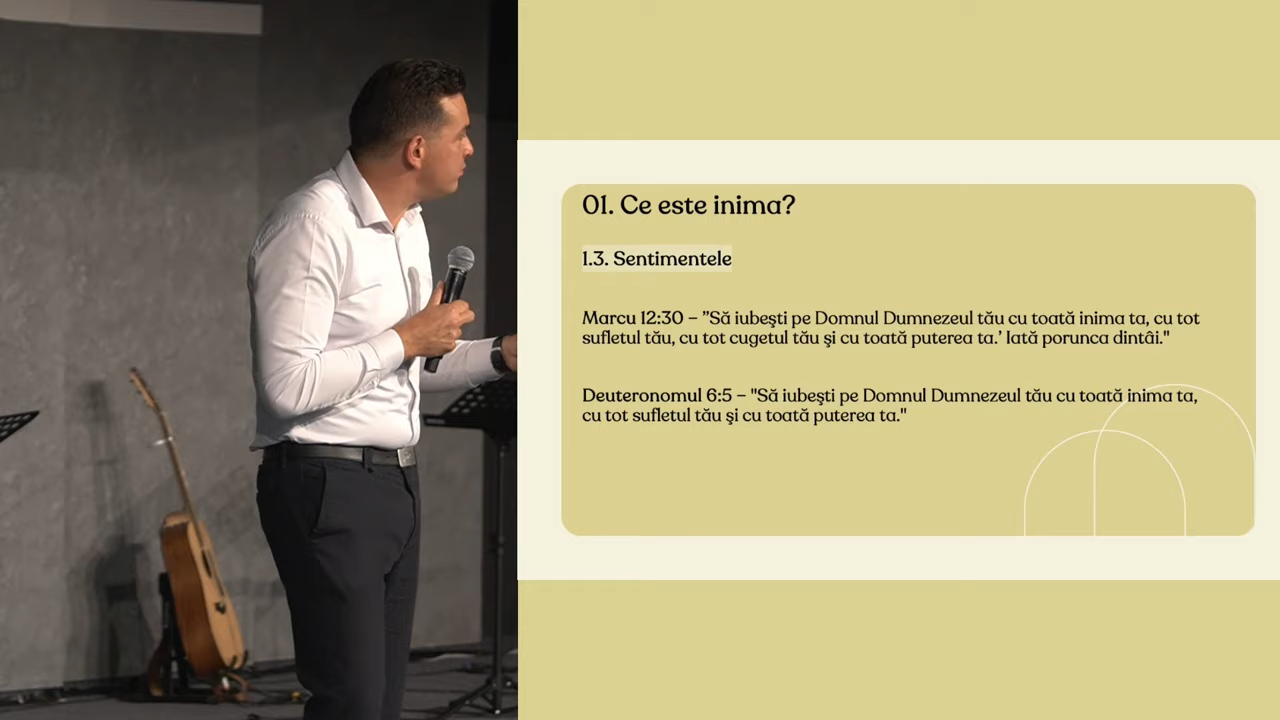 01. Ce este inima?
1.3. Sentimentele
Marcu 12:30 – ”Să iubeşti pe Domnul Dumnezeul tău cu toată inima ta, cu tot
sufletul tău, cu tot cugetul tău şi cu toată puterea ta.’ Iată porunca dintâi."
Deuteronomul 6:5 – "Să iubeşti pe Domnul Dumnezeul tău cu toată inima ta,
cu tot sufletul tău şi cu toată puterea ta."